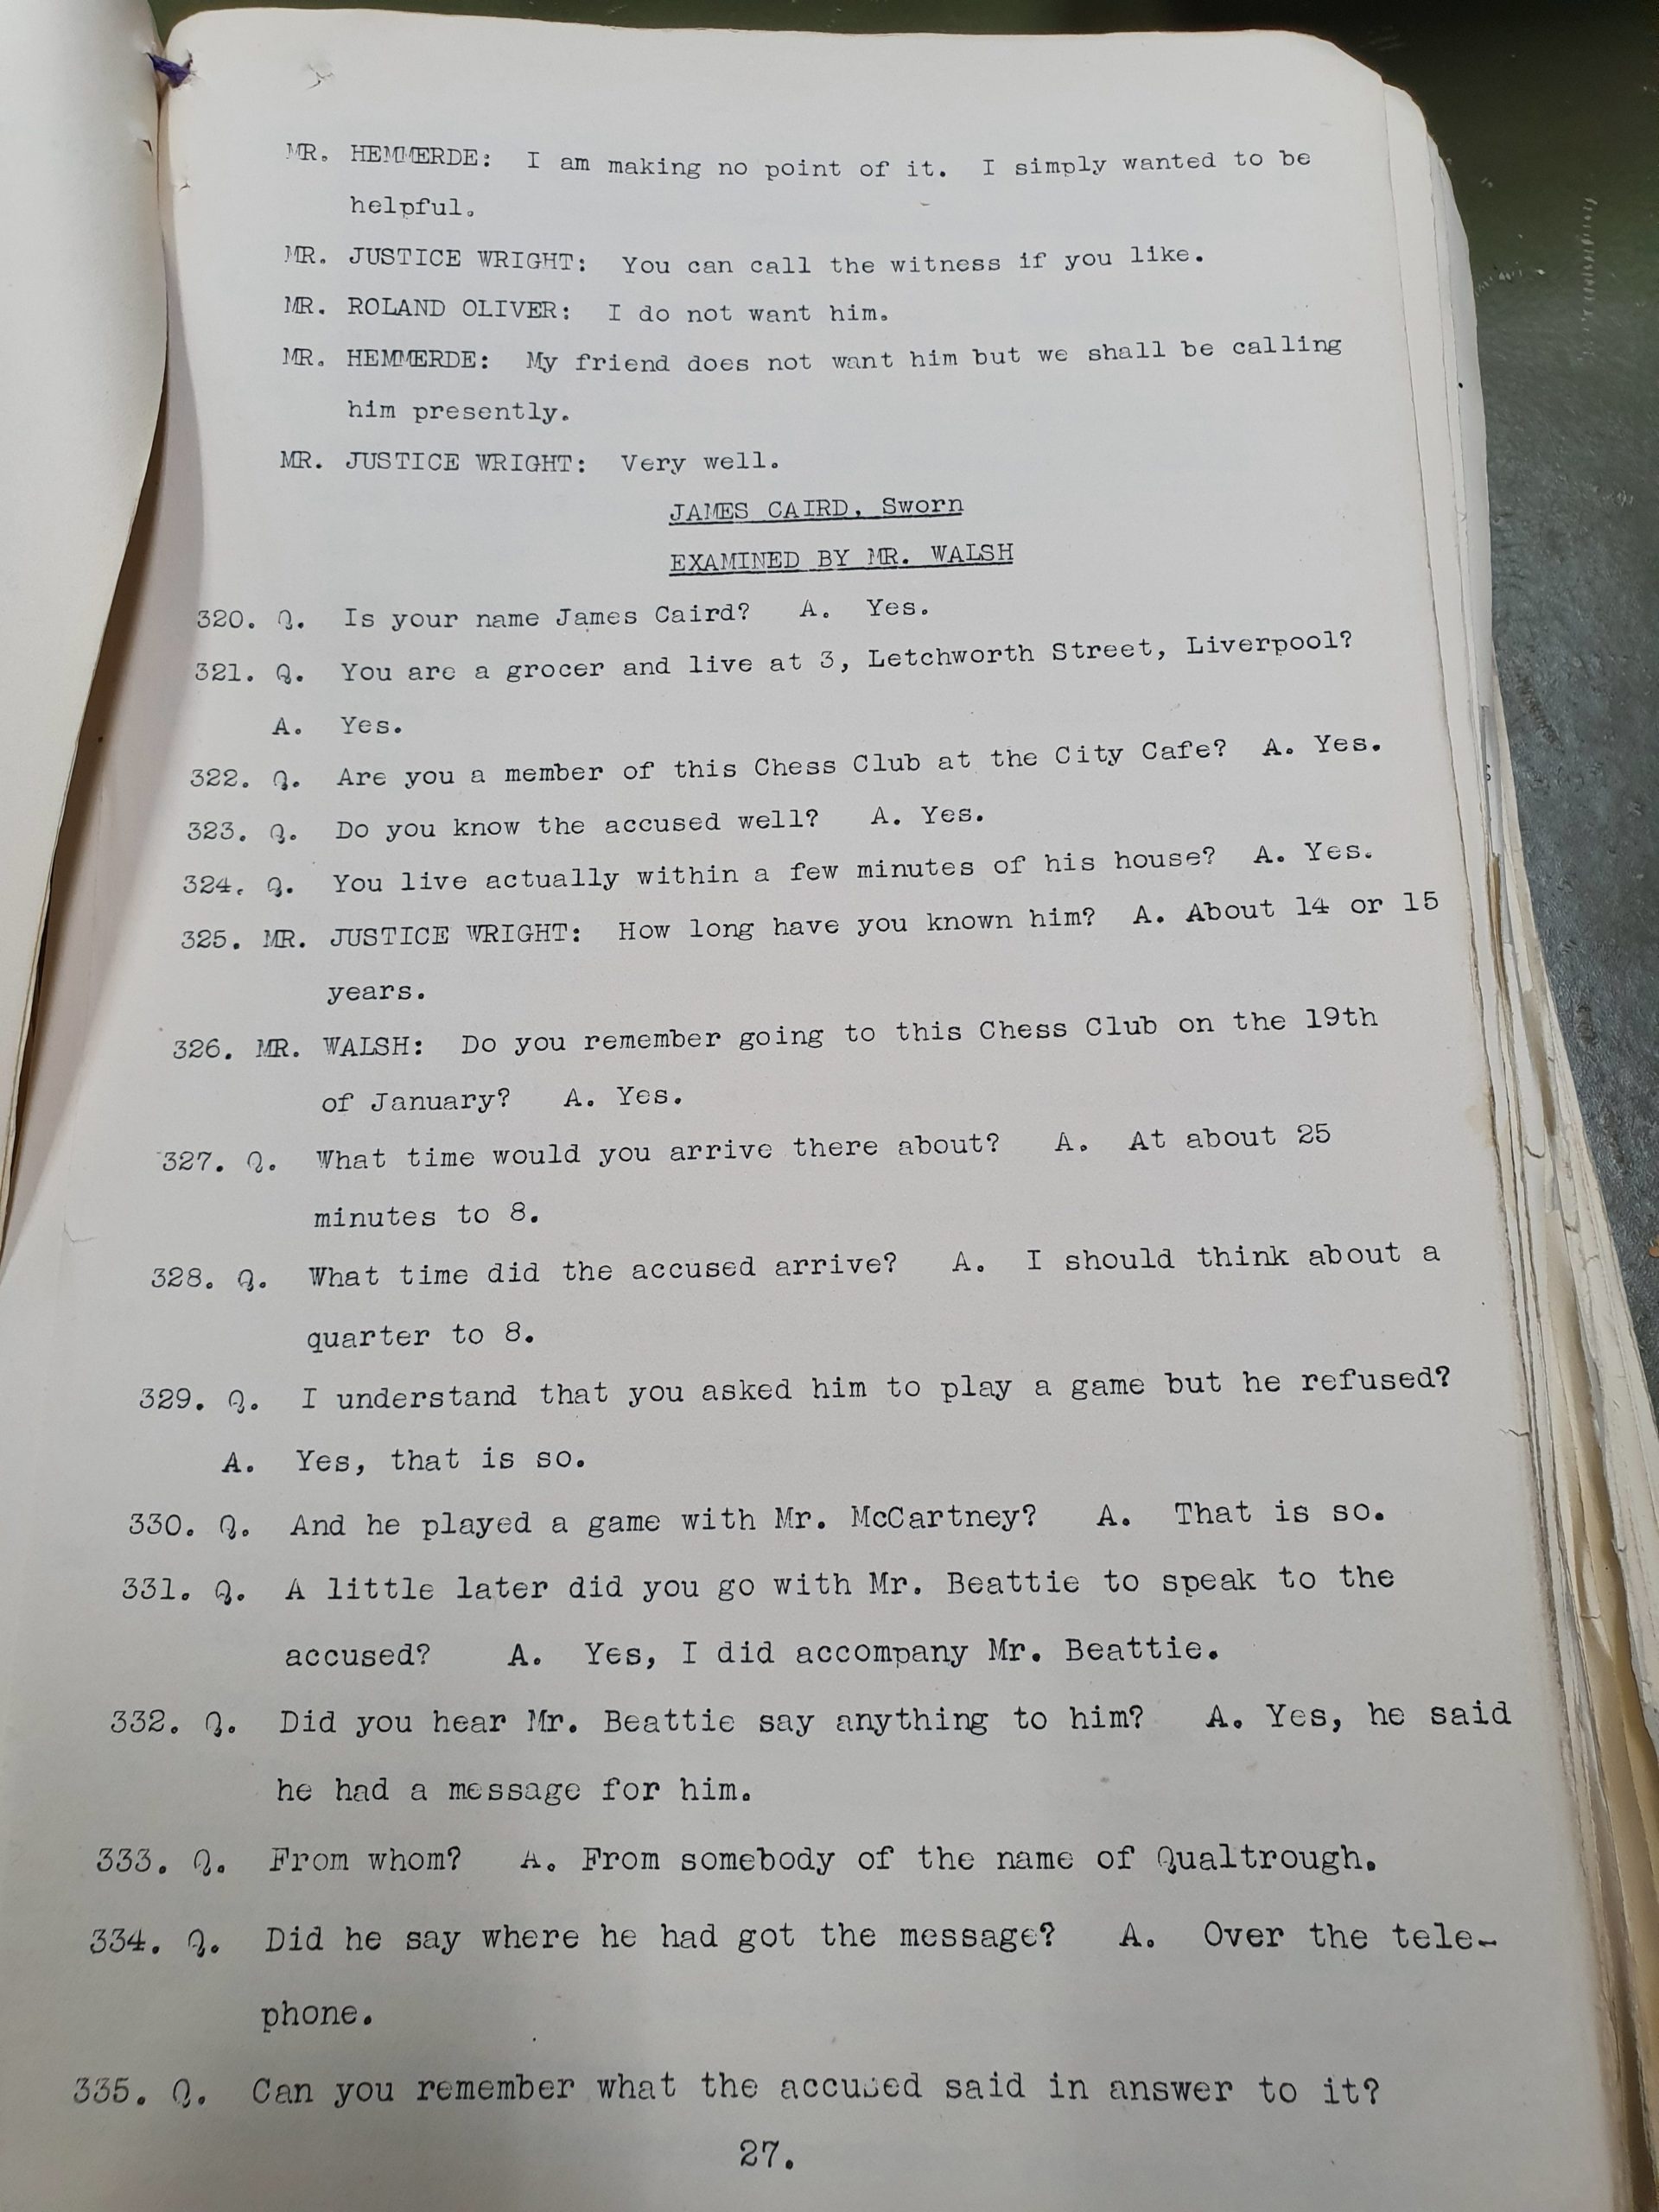 MR. HEMMERDE: I am making no point of it. I simply wanted to be
helpful.
MR. JUSTICE WRIGHT: You can call the witness if you like.
MR. ROLAND OLIVER: I do not want him.
MR. HEMMERDE: My friend does not want him but we shall be calling
him presently.
MR. JUSTICE WRIGHT: Very well.
JAMES CAIRD, Sworn
EXAMINED BY MR. WALSH
320. Q. Is your name James Caird? A. Yes.
321. Q. You are a grocer and live at 3, Letchworth Street, Liverpool?
A. Yes.
322. Q. Are you a member of this Chess Club at the City Cafe? A. Yes.
323. Q. Do you know the accused well? A. Yes.
324. Q. You live actually within a few minutes of his house? A. Yes.
325. MR. JUSTICE WRIGHT: How long have you known him? A. About 14 or 15
years.
326. MR. WALSH: Do you remember going to this Chess Club on the 19th
of January? A. Yes.
327. Q. What time would you arrive there about? A. At about 25
minutes to 8.
328. Q. What time did the accused arrive? A. I should think about a
quarter to 8.
329. Q. I understand that you asked him to play a game but he refused?
A. Yes, that is so.
330. Q. And he played a game with Mr. McCartney? A. That is so.
331. Q. A little later did you go with Mr. Beattie to speak to the
accused? A. Yes, I did accompany Mr. Beattie.
332. Q. Did you hear Mr. Beattie say anything to him? A. Yes, he said
he had a message for him.
333. Q. From whom? A. From somebody of the name of Qualtrough.
334. Q. Did he say where he had got the message? A. Over the tele-
phone.
335. Q. Can you remember what the accused said in answer to it?
27.